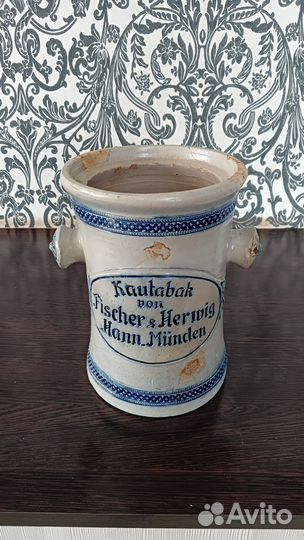 Kautabak
von
Fischer & Herwig
Hann. Münden
Avito